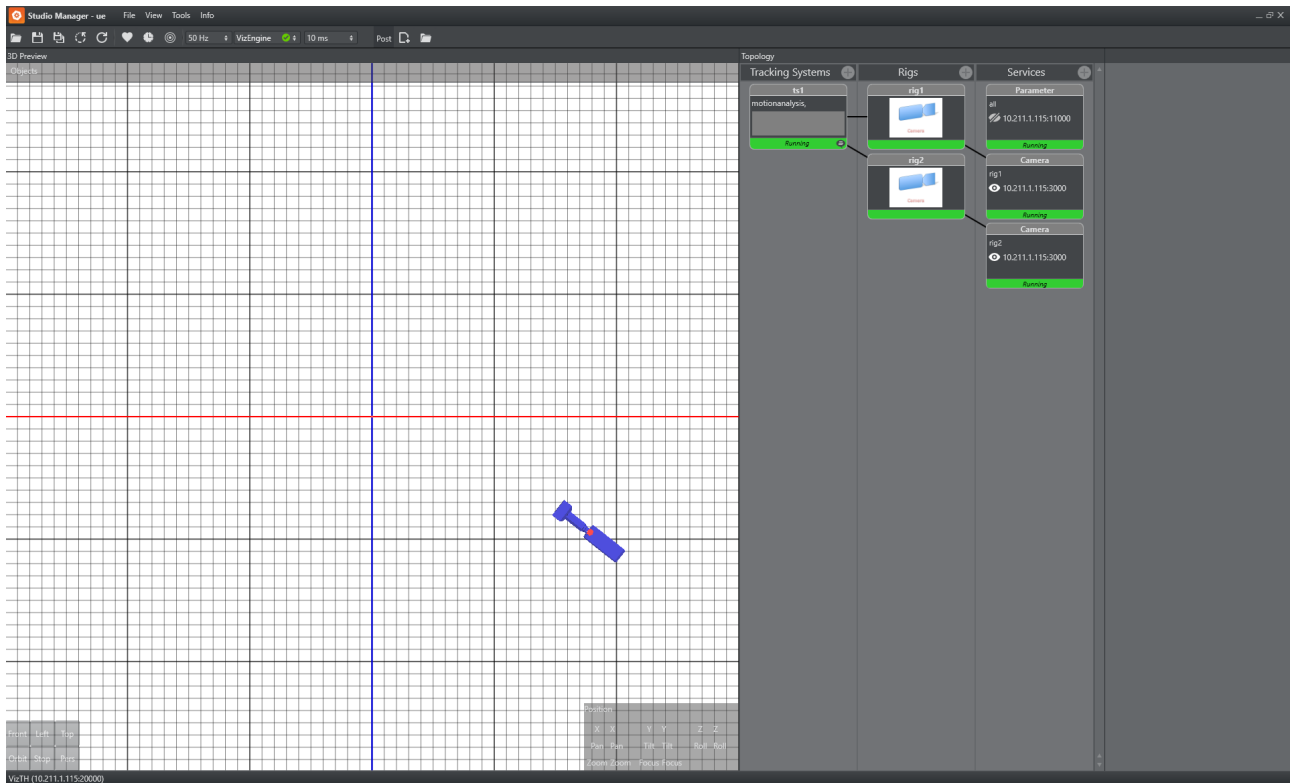 Studio Manager - ue File View Tools Info
50 Hz VizEngine 10 ms Post
3D Preview
Objects
Front Left Top
Orbit Stop Pers
Position
X X Y Y Z Z
Pan Pan Tilt Tilt Roll Roll
Zoom Zoom Focus Focus
Topology
Tracking Systems
ts1
motionanalysis,
Running
Rigs
rig1
Camera
rig2
Camera
Services
Parameter
all
10.211.1.115:11000
Running
Camera
rig1
10.211.1.115:3000
Running
Camera
rig2
10.211.1.115:3000
Running
VizTH (10.211.1.115:20000)